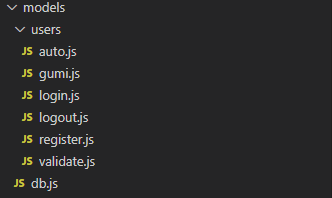 models
users
JS auto.js
JS gumi.js
JS login.js
JS logout.js
JS register.js
JS validate.js
JS db.js